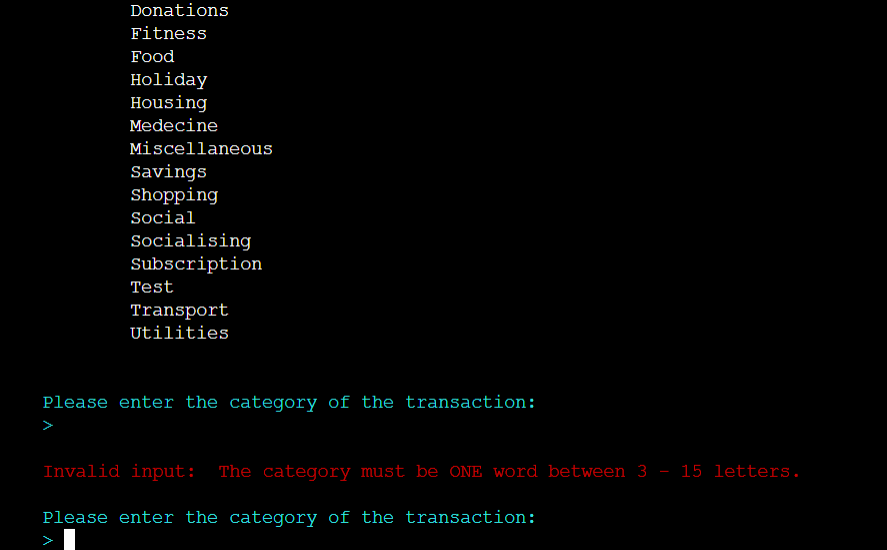 Donations
Fitness
Food
Holiday
Housing
Medecine
Miscellaneous
Savings
Shopping
Social
Socialising
Subscription
Test
Transport
Utilities
Please enter the category of the transaction:
>
Invalid input:  The category must be ONE word between 3 - 15 letters.
Please enter the category of the transaction:
>